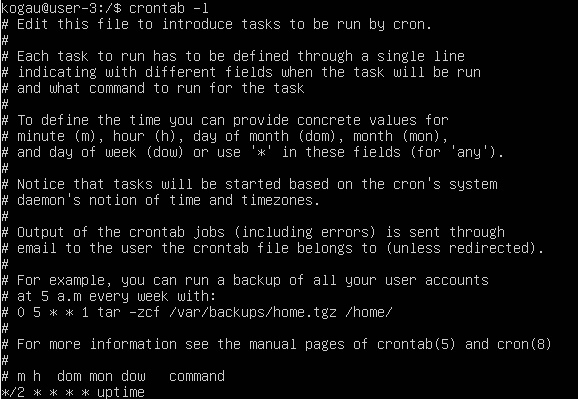 kogau@user-3:/$ crontab -l
# Edit this file to introduce tasks to be run by cron.
#
# Each task to run has to be defined through a single line
# indicating with different fields when the task will be run
# and what command to run for the task
#
# To define the time you can provide concrete values for
# minute (m), hour (h), day of month (dom), month (mon),
# and day of week (dow) or use '*' in these fields (for 'any').
#
# Notice that tasks will be started based on the cron's system
# daemon's notion of time and timezones.
#
# Output of the crontab jobs (including errors) is sent through
# email to the user the crontab file belongs to (unless redirected).
#
# For example, you can run a backup of all your user accounts
# at 5 a.m every week with:
# 0 5 * * 1 tar -zcf /var/backups/home.tgz /home/
#
# For more information see the manual pages of crontab(5) and cron(8)
#
# m h  dom mon dow   command
*/2 * * * * uptime